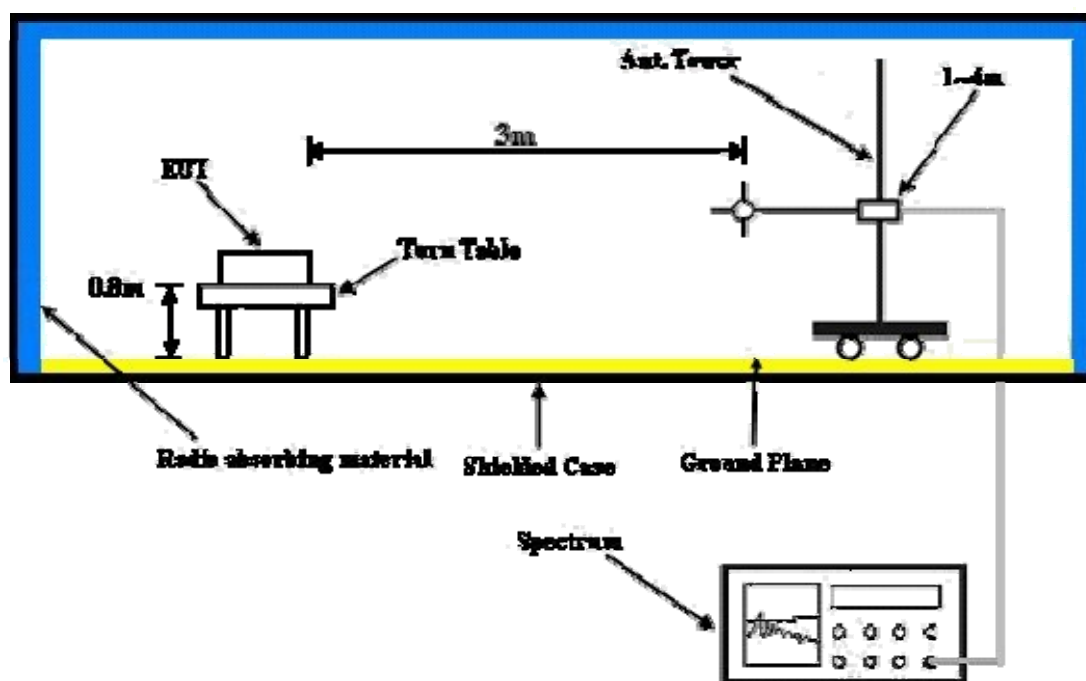 Ant. Tower
1~4m
3m
EUT
Turn Table
0.8m
Radio absorbing material
Shielded Case
Ground Plane
Spectrum